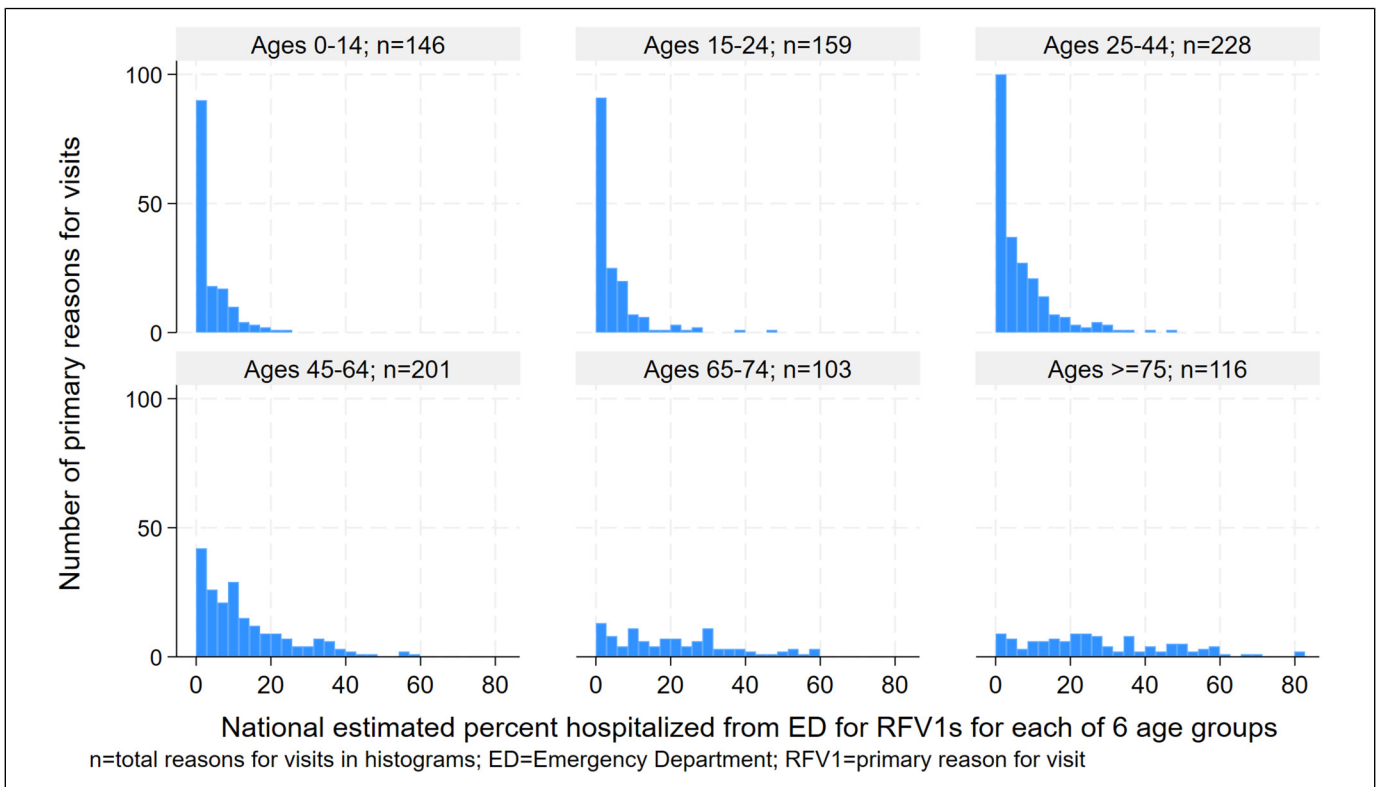 Ages 0-14; n=146
Ages 15-24; n=159
Ages 25-44; n=228
100
50
0
Ages 45-64; n=201
Ages 65-74; n=103
Ages >=75; n=116
100
50
0
0 20 40 60 80
0 20 40 60 80
0 20 40 60 80
Number of primary reasons for visits
National estimated percent hospitalized from ED for RFV1s for each of 6 age groups
n=total reasons for visits in histograms; ED=Emergency Department; RFV1=primary reason for visit